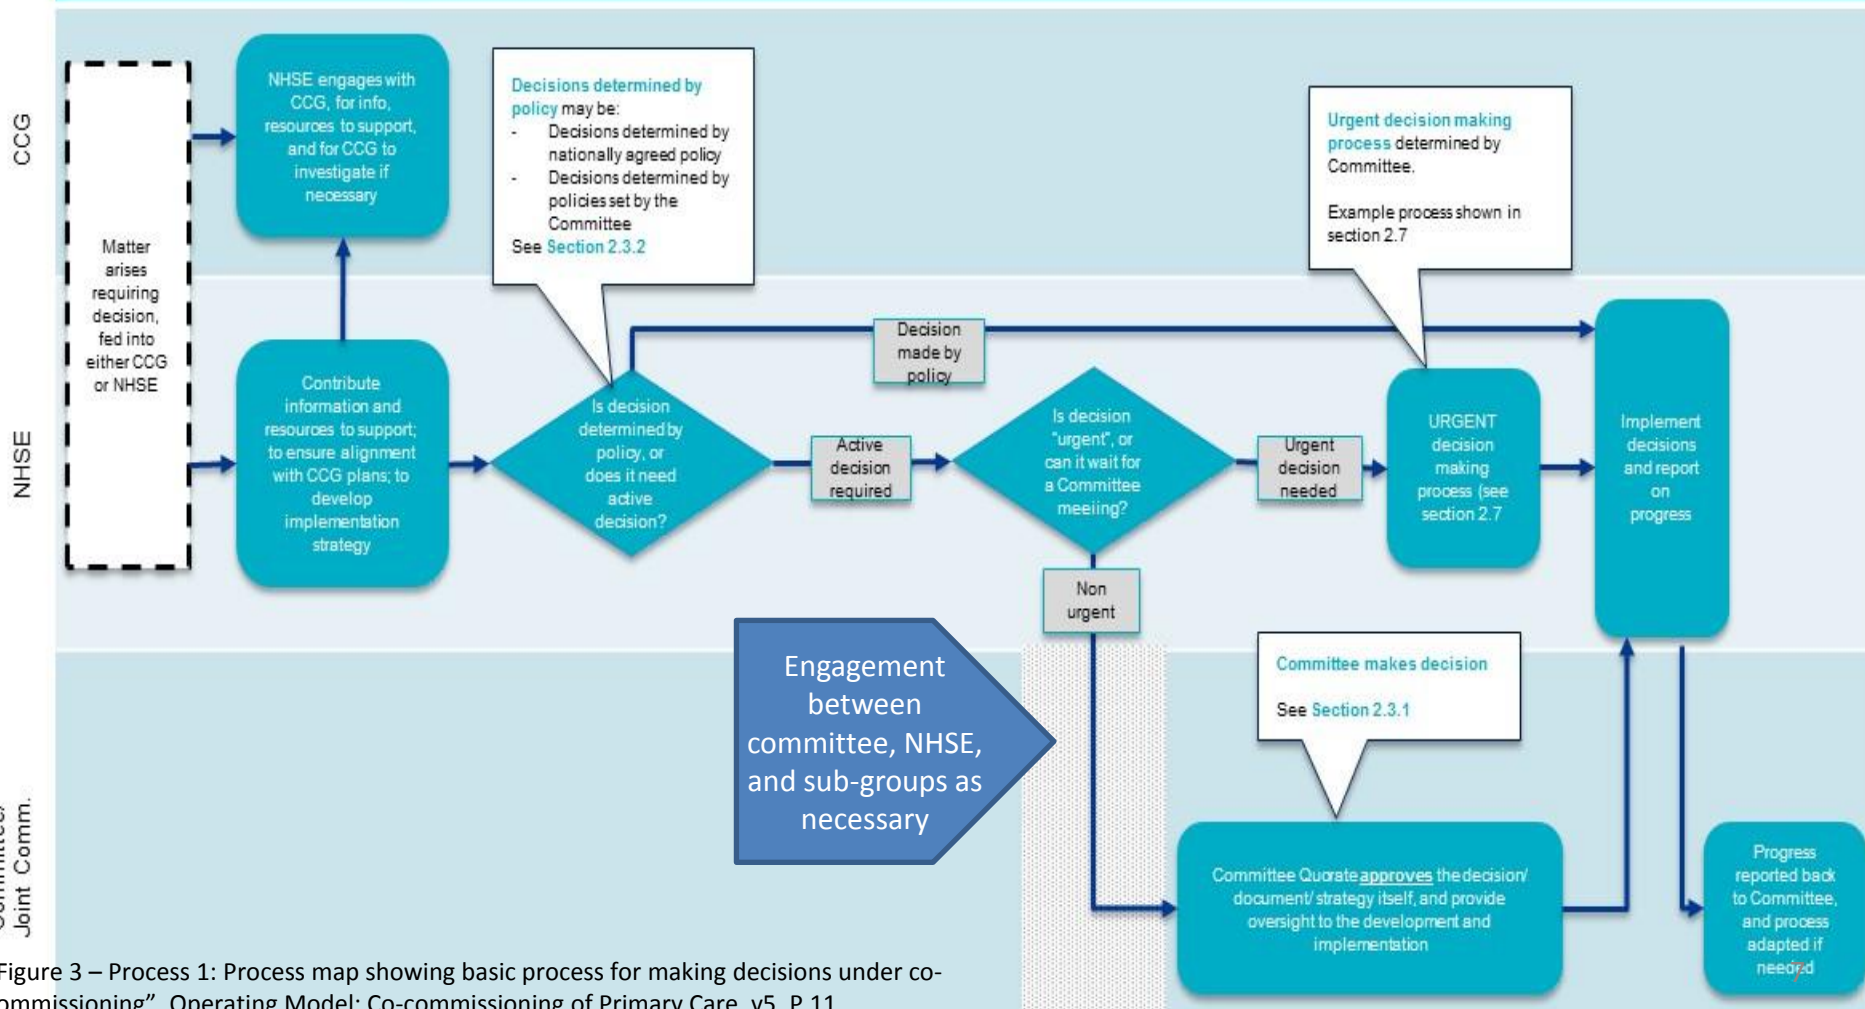 CCG
NHSE
Joint Comm.
Matter
arises
requiring
decision,
fed into
either CCG
or NHSE
NHSE engages with
CCG, for info,
resources to support,
and for CCG to
investigate if
necessary
Contribute
information and
resources to support;
to ensure alignment
with CCG plans; to
develop
implementation
strategy
Decisions determined by
policy may be:
- Decisions determined by
nationally agreed policy
- Decisions determined by
policies set by the
Committee
See Section 2.3.2
Is decision
determined by
policy, or
does it need
active
decision?
Decision
made by
policy
Active
decision
required
Is decision
"urgent", or
can it wait for
a Committee
meeiing?
Urgent
decision
needed
Non
urgent
Urgent decision making
process determined by
Committee.
Example process shown in
section 2.7
URGENT
decision
making
process (see
section 2.7
Implement
decisions
and report
on
progress
Engagement
between
committee, NHSE,
and sub-groups as
necessary
Committee makes decision
See Section 2.3.1
Committee Quorate approves the decision/
document/ strategy itself, and provide
oversight to the development and
implementation
Progress
reported back
to Committee,
and process
adapted if
needed
7
Figure 3 – Process 1: Process map showing basic process for making decisions under co-
ommissioning", Operating Model: Co-commissioning of Primary Care, v5, P.11